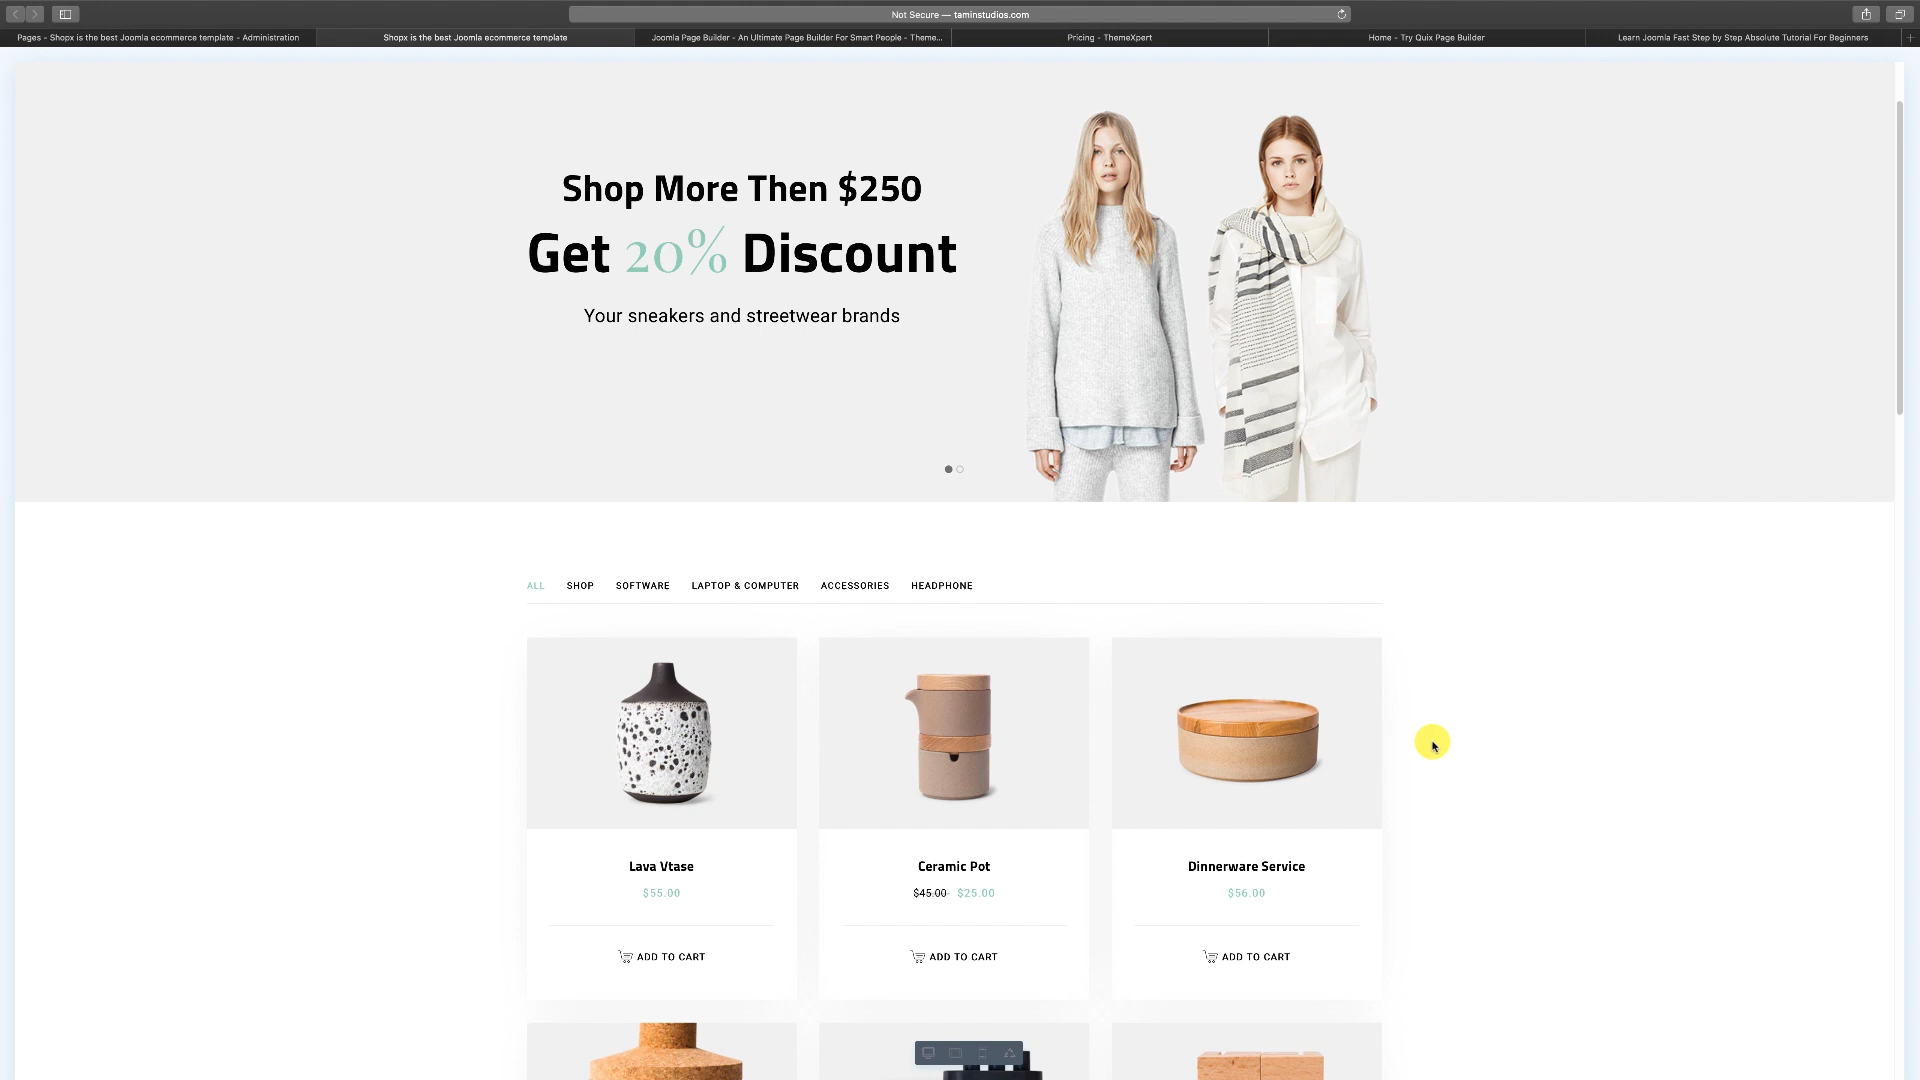 Not Secure — taminstudios.com
Pages - Shopx is the best Joomla ecommerce template - Administration
Shopx is the best Joomla ecommerce template
Joomla Page Builder - An Ultimate Page Builder For Smart People - Theme...
Pricing - ThemeXpert
Home - Try Quix Page Builder
Learn Joomla Fast Step by Step Absolute Tutorial For Beginners
Shop More Then $250
Get 20% Discount
Your sneakers and streetwear brands
ALL SHOP SOFTWARE LAPTOP & COMPUTER ACCESSORIES HEADPHONE
Lava Vtase
$55.00
ADD TO CART
Ceramic Pot
$45.00 $25.00
ADD TO CART
Dinnerware Service
$56.00
ADD TO CART